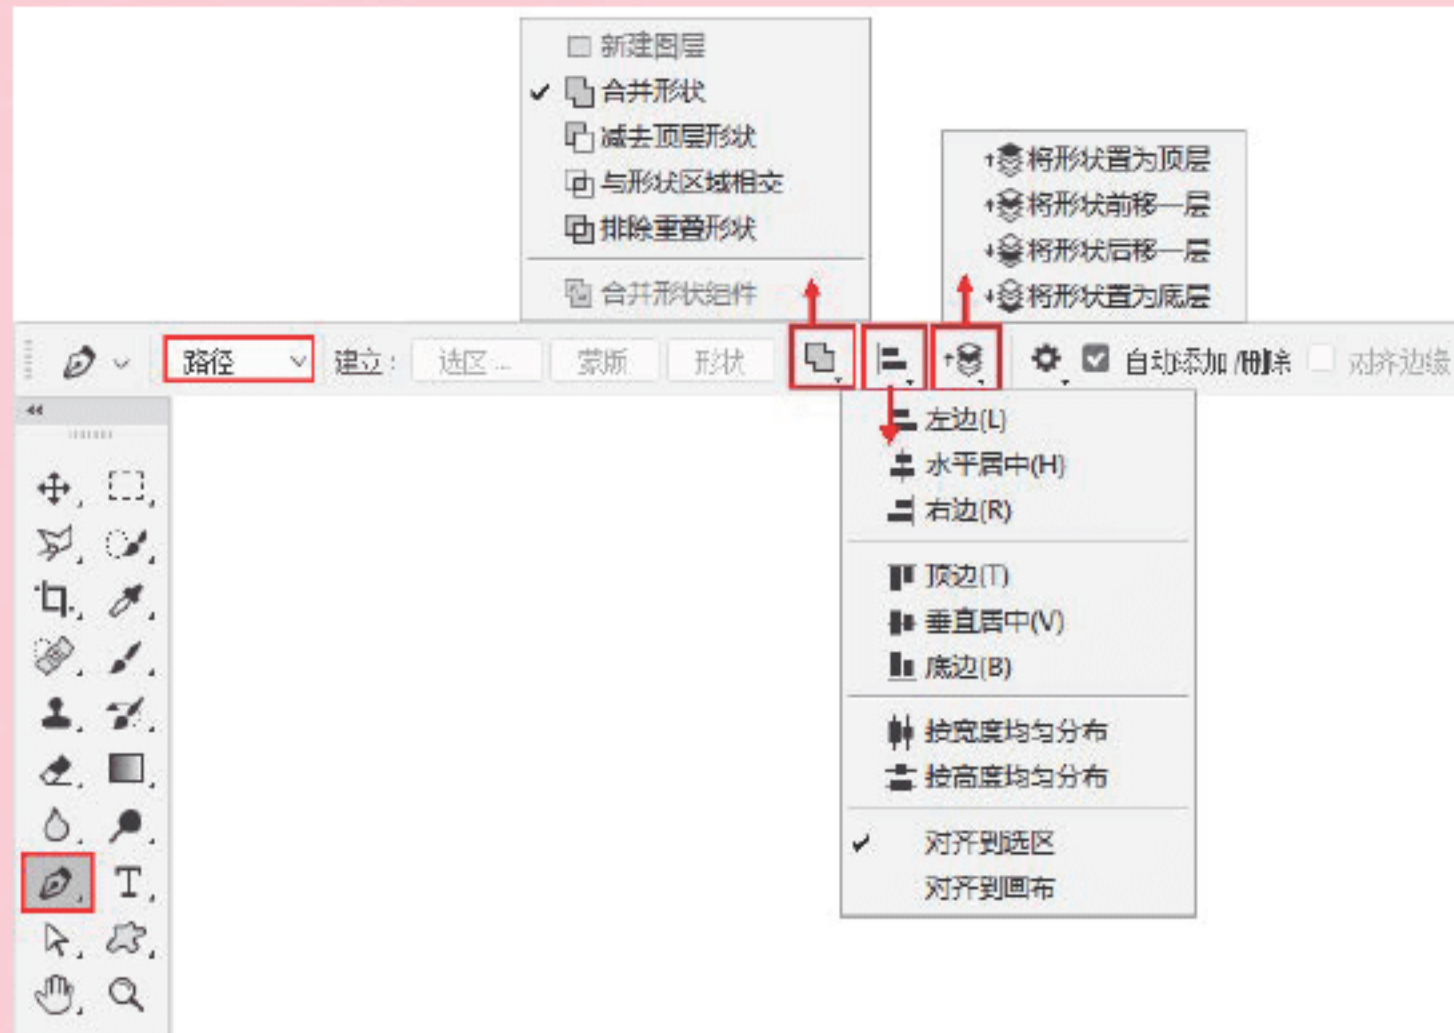 新建图层
合并形状
减去顶层形状
与形状区域相交
排除重叠形状
合并形状组件
将形状置为顶层
将形状前移一层
将形状后移一层
将形状置为底层
路径 建立： 选区... 蒙版 形状 自动添加/删除 对齐边缘
左边(L)
水平居中(H)
右边(R)
顶边(T)
垂直居中(V)
底边(B)
按宽度均匀分布
按高度均匀分布
对齐到选区
对齐到画布